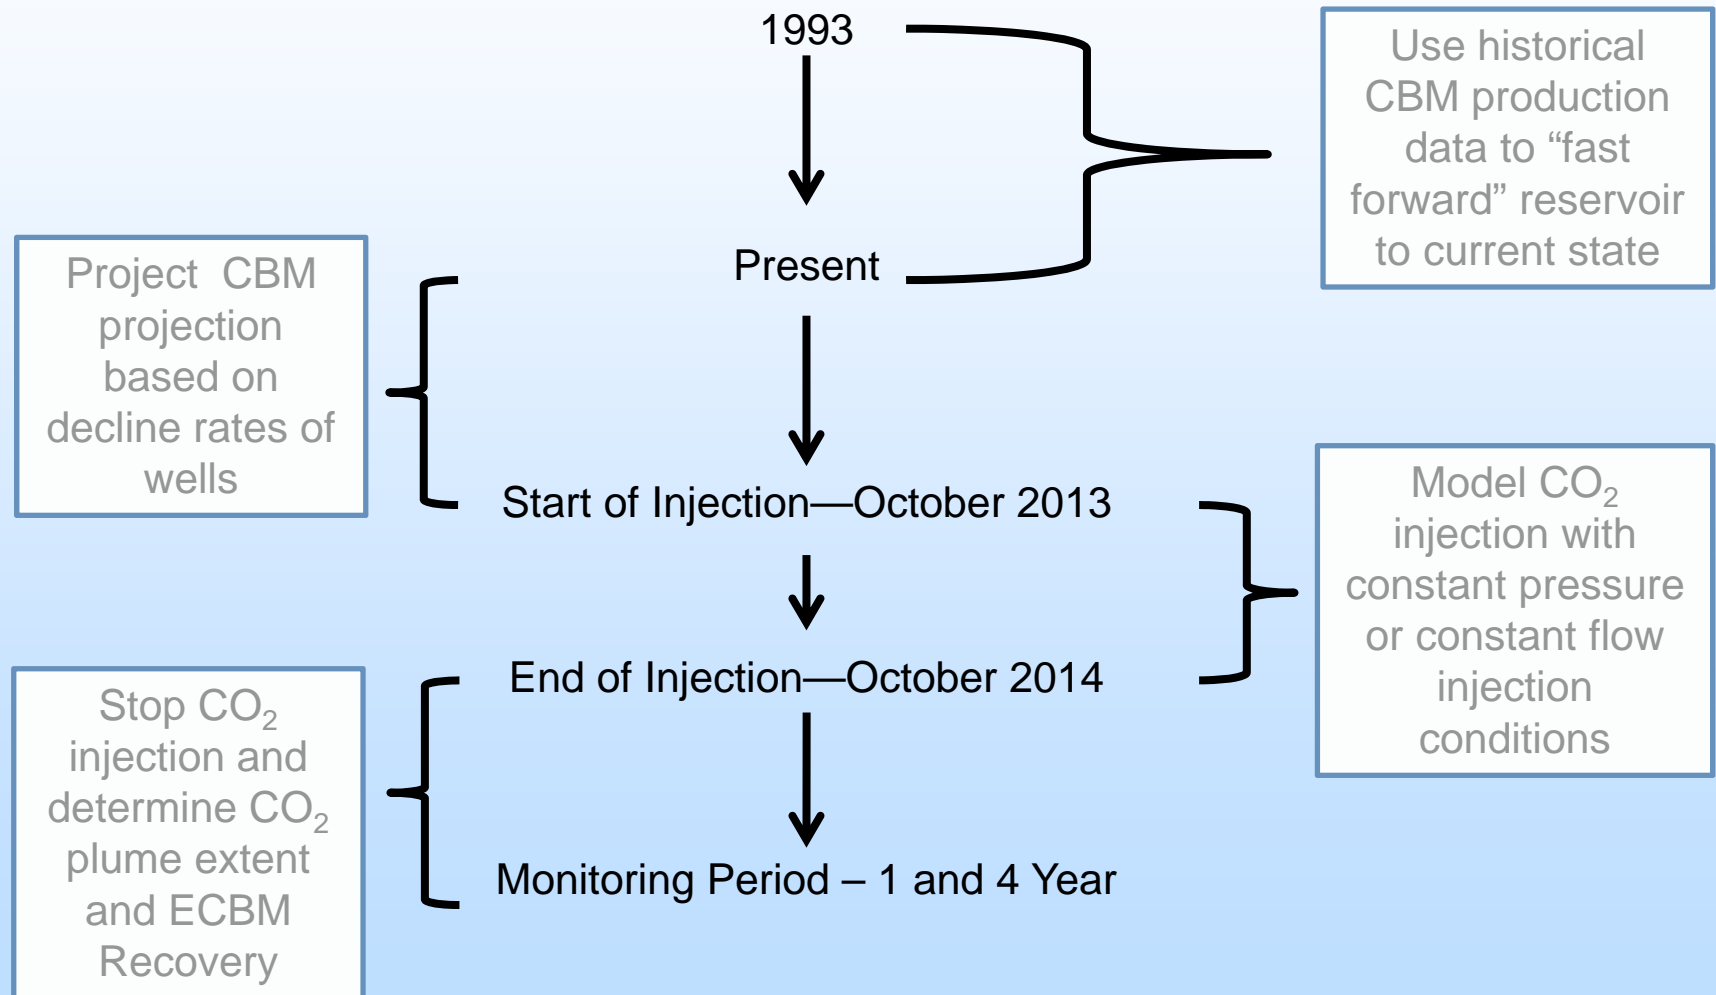 1993
Use historical
CBM production
data to “fast
forward” reservoir
to current state
Present
Project CBM
projection
based on
decline rates of
wells
Start of Injection—October 2013
Model CO₂
injection with
constant pressure
or constant flow
injection
conditions
End of Injection—October 2014
Stop CO₂
injection and
determine CO₂
plume extent
and ECBM
Recovery
Monitoring Period – 1 and 4 Year